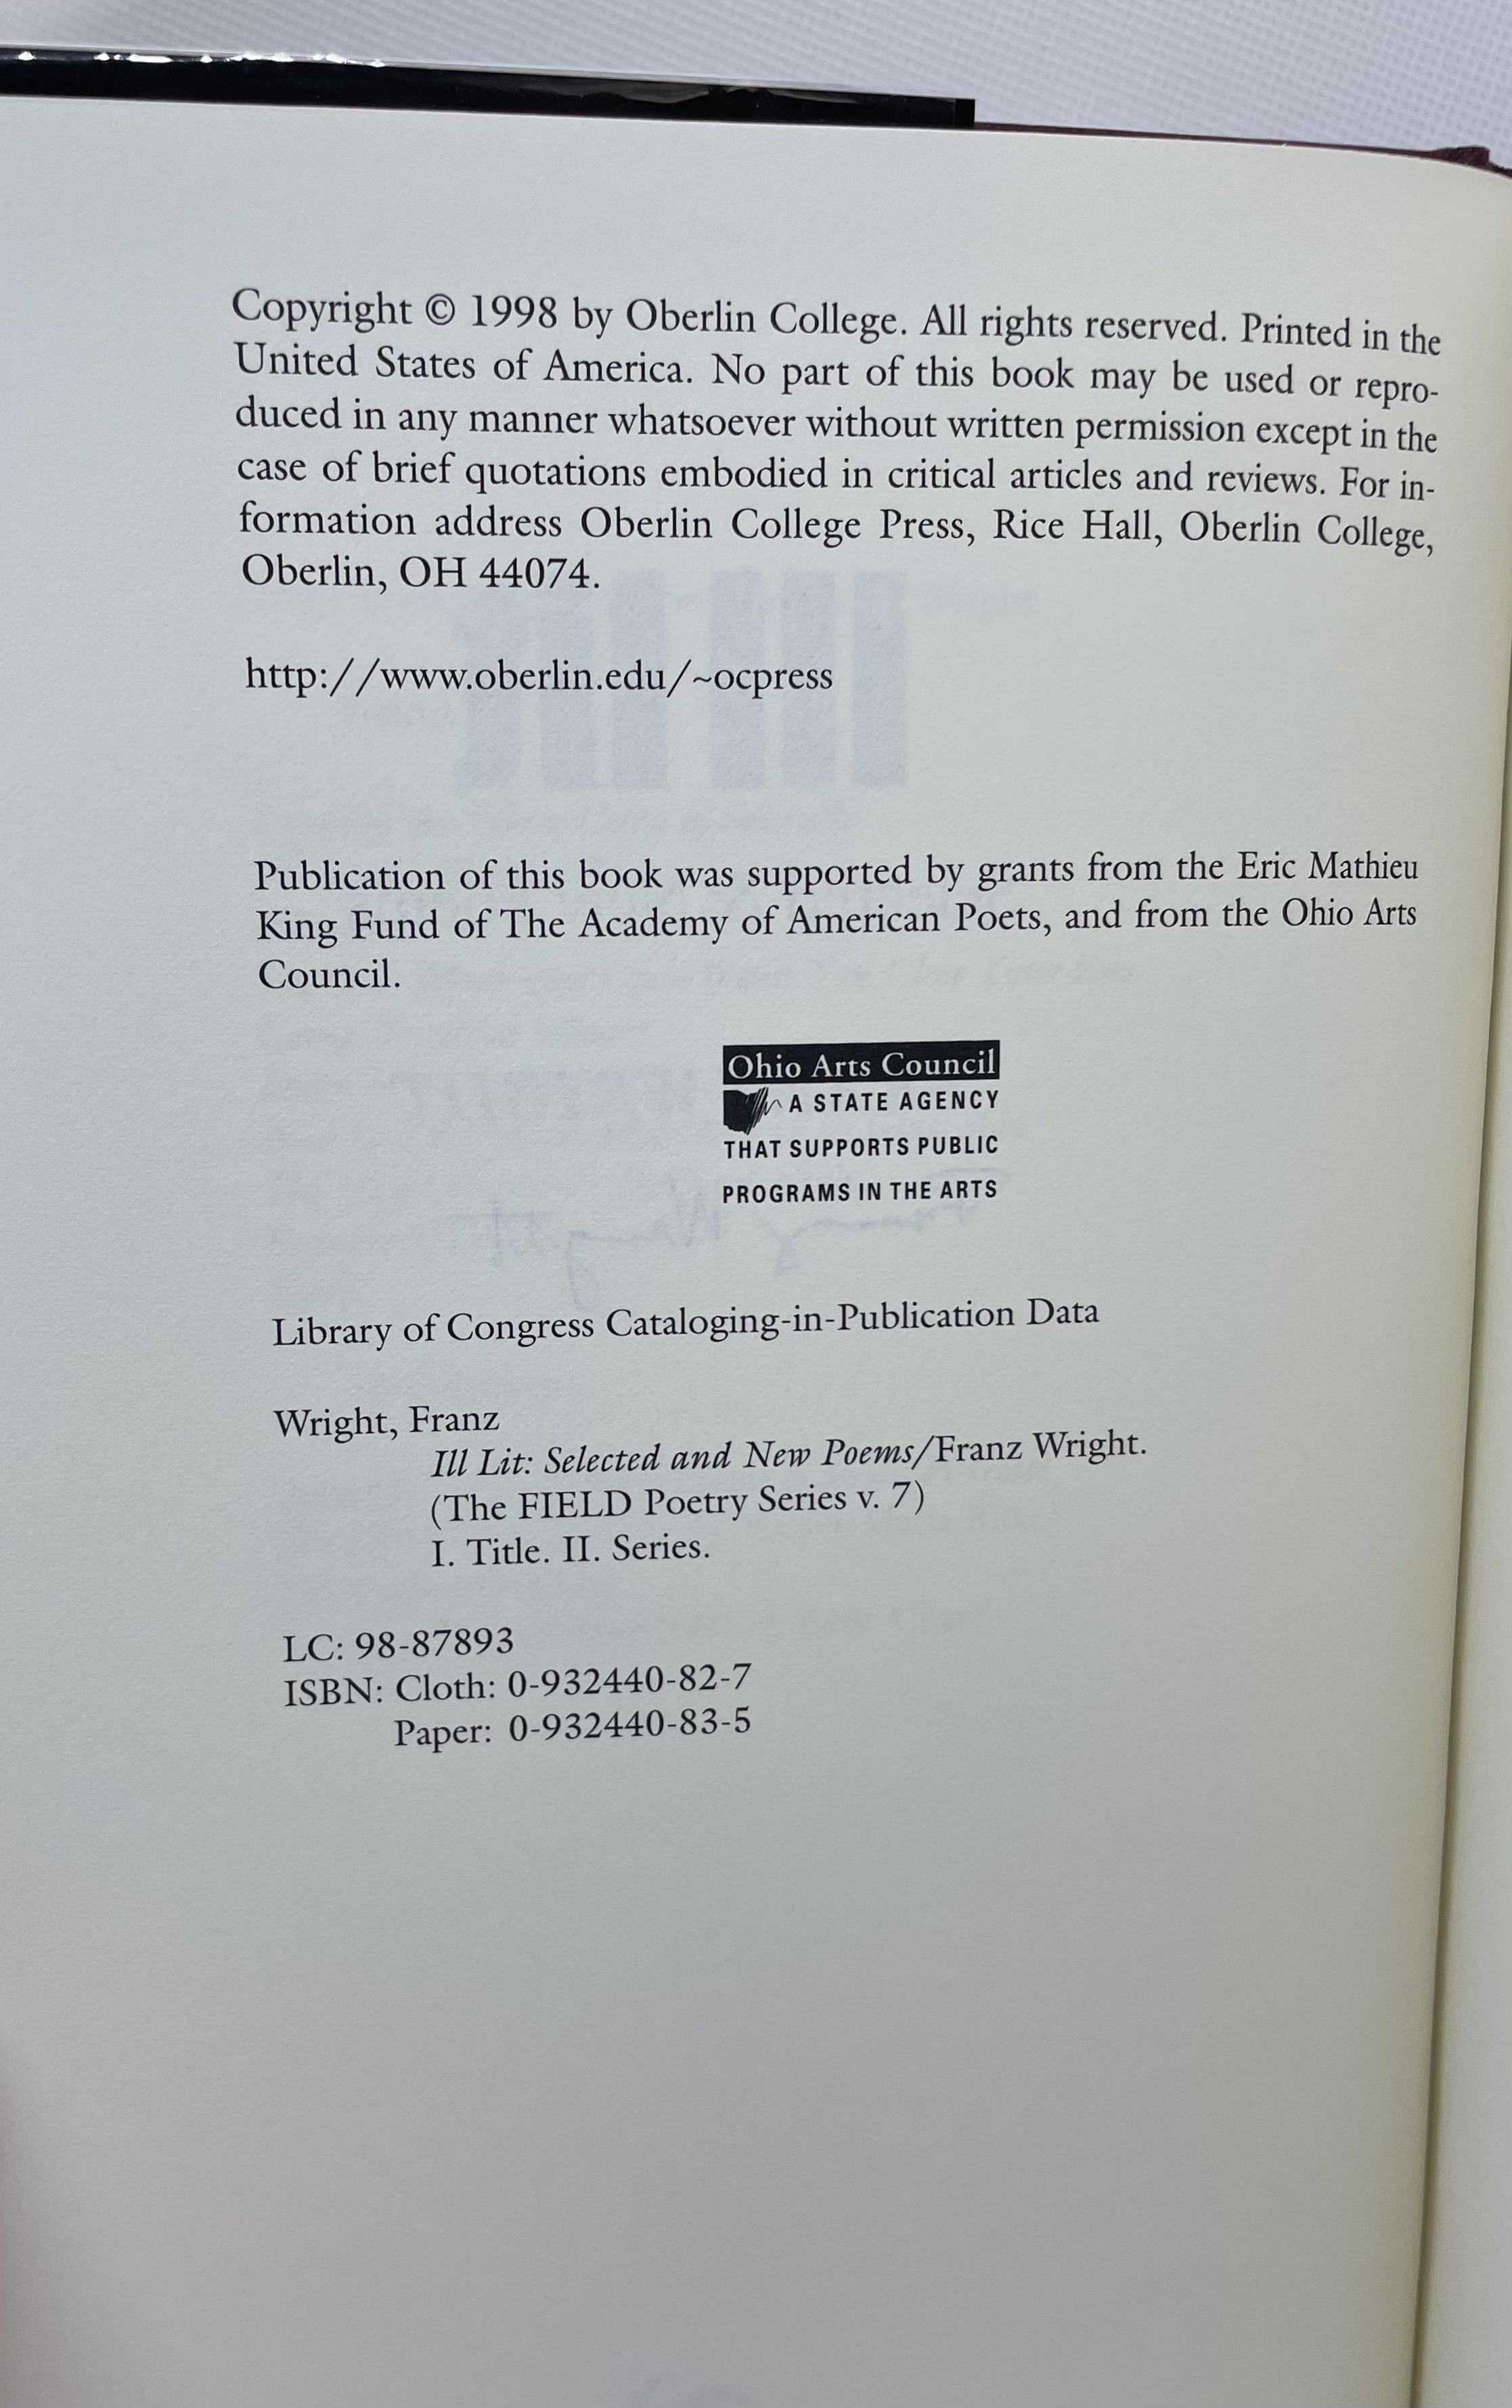 Copyright © 1998 by Oberlin College. All rights reserved. Printed in the
United States of America. No part of this book may be used or repro-
duced in any manner whatsoever without written permission except in the
case of brief quotations embodied in critical articles and reviews. For in-
formation address Oberlin College Press, Rice Hall, Oberlin College,
Oberlin, OH 44074.
http://www.oberlin.edu/~ocpress
Publication of this book was supported by grants from the Eric Mathieu
King Fund of The Academy of American Poets, and from the Ohio Arts
Council.
Ohio Arts Council
A STATE AGENCY
THAT SUPPORTS PUBLIC
PROGRAMS IN THE ARTS
Library of Congress Cataloging-in-Publication Data
Wright, Franz
Ill Lit: Selected and New Poems/Franz Wright.
(The FIELD Poetry Series v. 7)
I. Title. II. Series.
LC: 98-87893
ISBN: Cloth: 0-932440-82-7
Paper: 0-932440-83-5